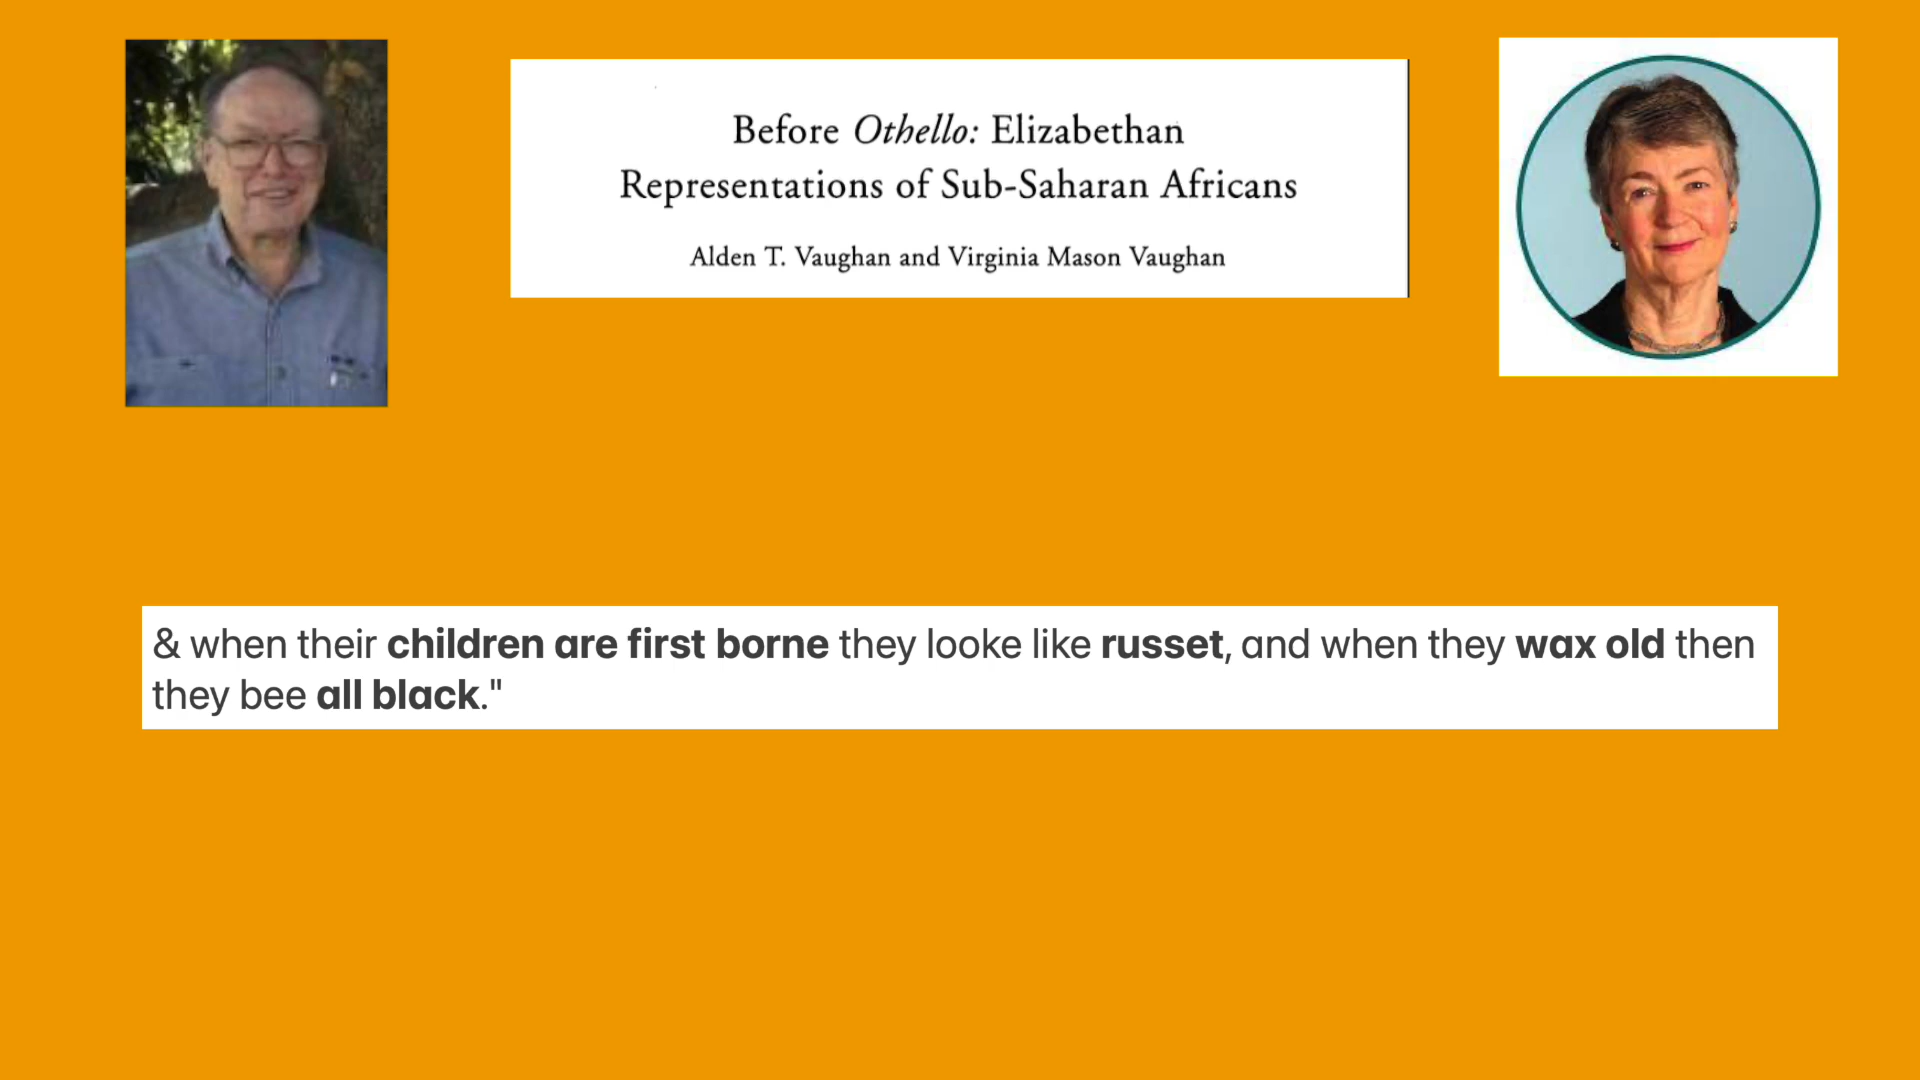 Before Othello: Elizabethan
Representations of Sub-Saharan Africans
Alden T. Vaughan and Virginia Mason Vaughan
& when their children are first borne they looke like russet, and when they wax old then
they bee all black."